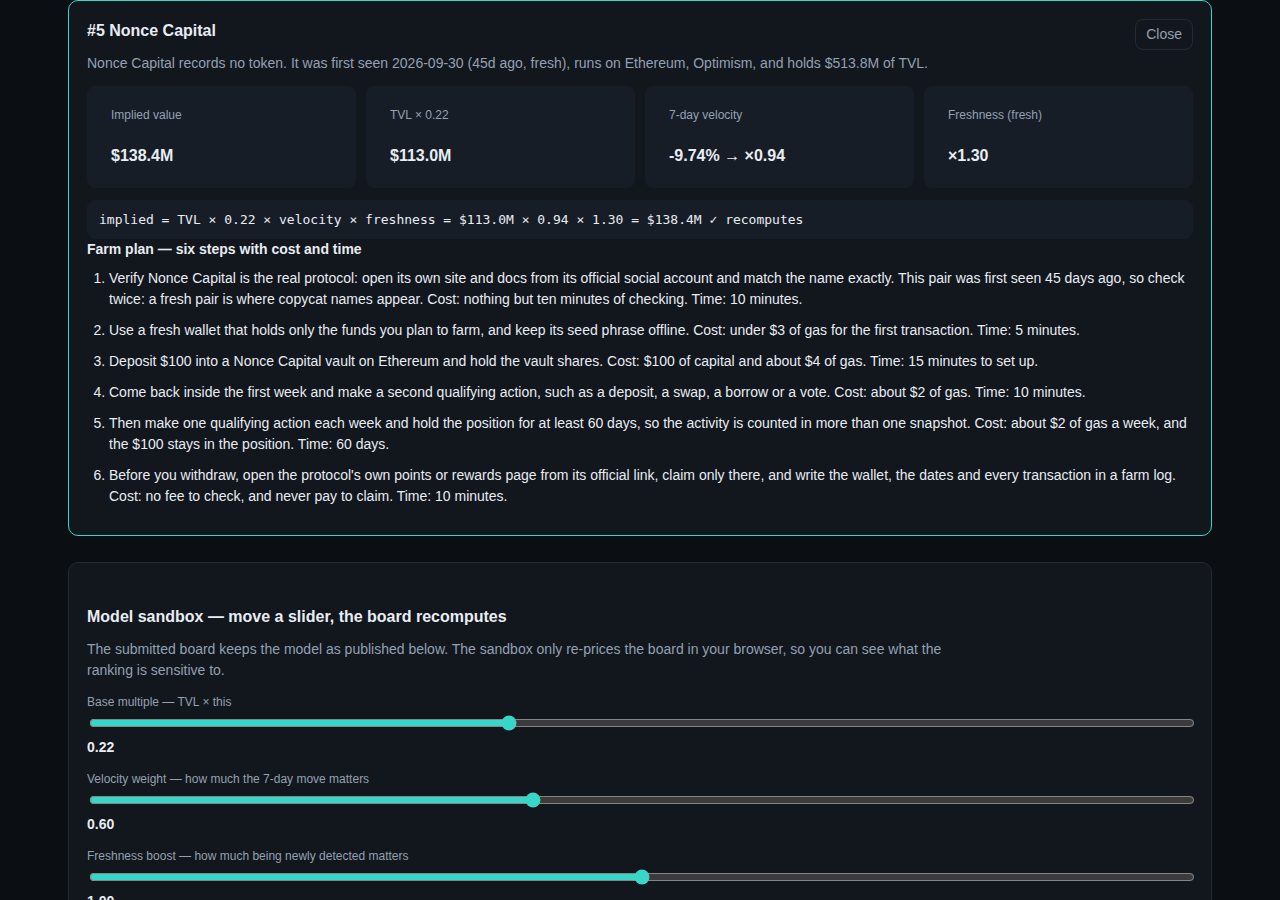 #5 Nonce Capital
Close
Nonce Capital records no token. It was first seen 2026-09-30 (45d ago, fresh), runs on Ethereum, Optimism, and holds $513.8M of TVL.
Implied value
$138.4M
TVL × 0.22
$113.0M
7-day velocity
-9.74% → ×0.94
Freshness (fresh)
×1.30
implied = TVL × 0.22 × velocity × freshness = $113.0M × 0.94 × 1.30 = $138.4M ✓ recomputes
Farm plan — six steps with cost and time
1. Verify Nonce Capital is the real protocol: open its own site and docs from its official social account and match the name exactly. This pair was first seen 45 days ago, so check
twice: a fresh pair is where copycat names appear. Cost: nothing but ten minutes of checking. Time: 10 minutes.
2. Use a fresh wallet that holds only the funds you plan to farm, and keep its seed phrase offline. Cost: under $3 of gas for the first transaction. Time: 5 minutes.
3. Deposit $100 into a Nonce Capital vault on Ethereum and hold the vault shares. Cost: $100 of capital and about $4 of gas. Time: 15 minutes to set up.
4. Come back inside the first week and make a second qualifying action, such as a deposit, a swap, a borrow or a vote. Cost: about $2 of gas. Time: 10 minutes.
5. Then make one qualifying action each week and hold the position for at least 60 days, so the activity is counted in more than one snapshot. Cost: about $2 of gas a week, and
the $100 stays in the position. Time: 60 days.
6. Before you withdraw, open the protocol's own points or rewards page from its official link, claim only there, and write the wallet, the dates and every transaction in a farm log.
Cost: no fee to check, and never pay to claim. Time: 10 minutes.
Model sandbox — move a slider, the board recomputes
The submitted board keeps the model as published below. The sandbox only re-prices the board in your browser, so you can see what the
ranking is sensitive to.
Base multiple — TVL × this
0.22
Velocity weight — how much the 7-day move matters
0.60
Freshness boost — how much being newly detected matters